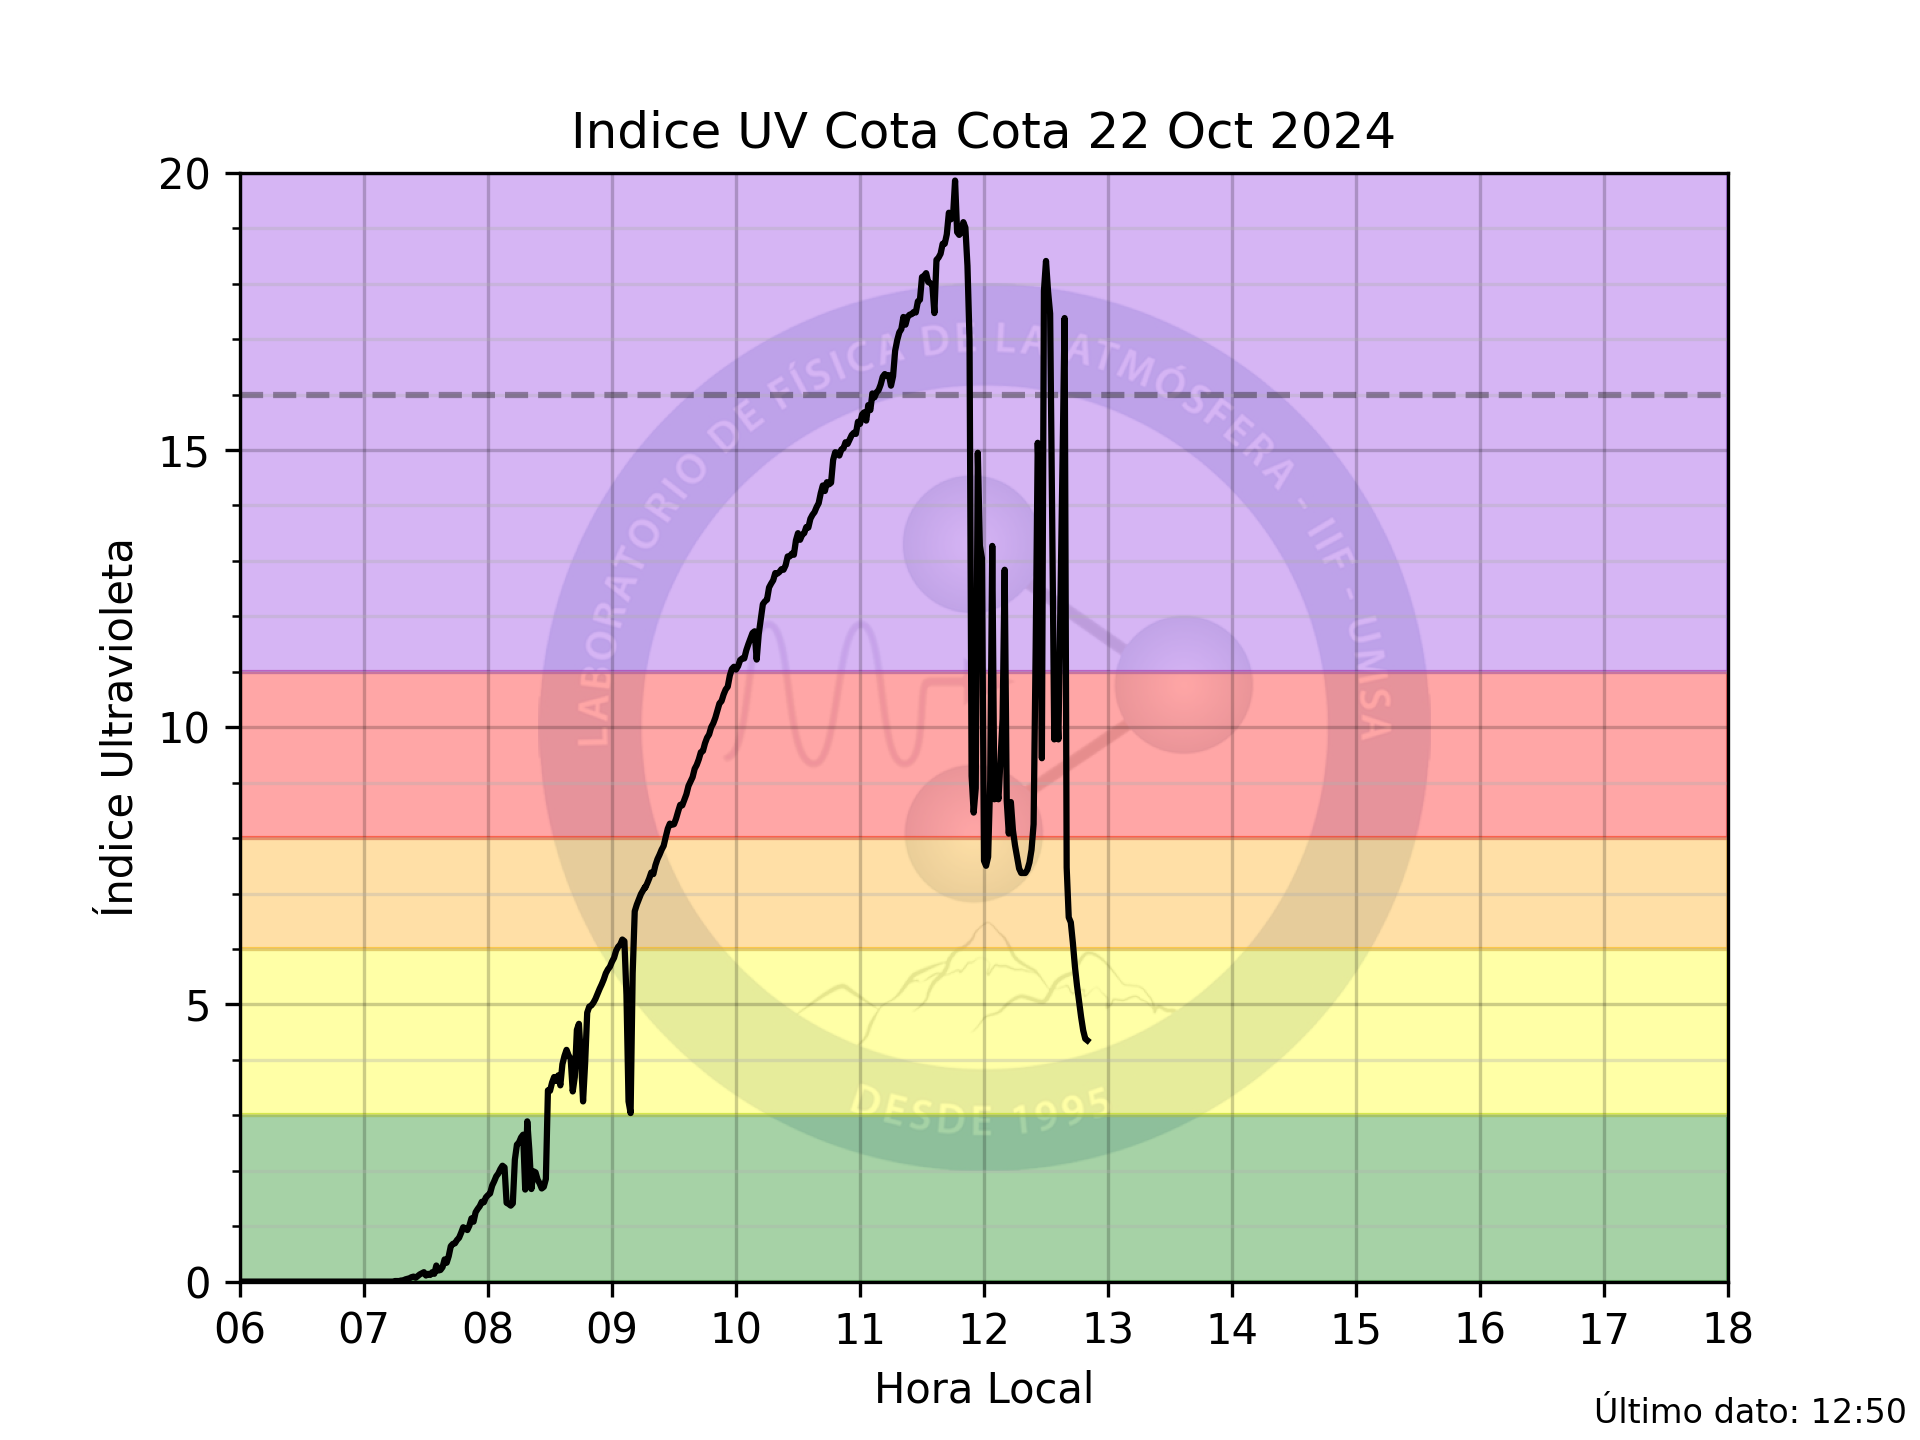 Indice UV Cota Cota 22 Oct 2024
20
15
10
5
0
Índice Ultravioleta
LABORATORIO DE FÍSICA DE LA ATMÓSFERA - IIF - UMSA
DESDE 1995
06 07 08 09 10 11 12 13 14 15 16 17 18
Hora Local
Último dato: 12:50